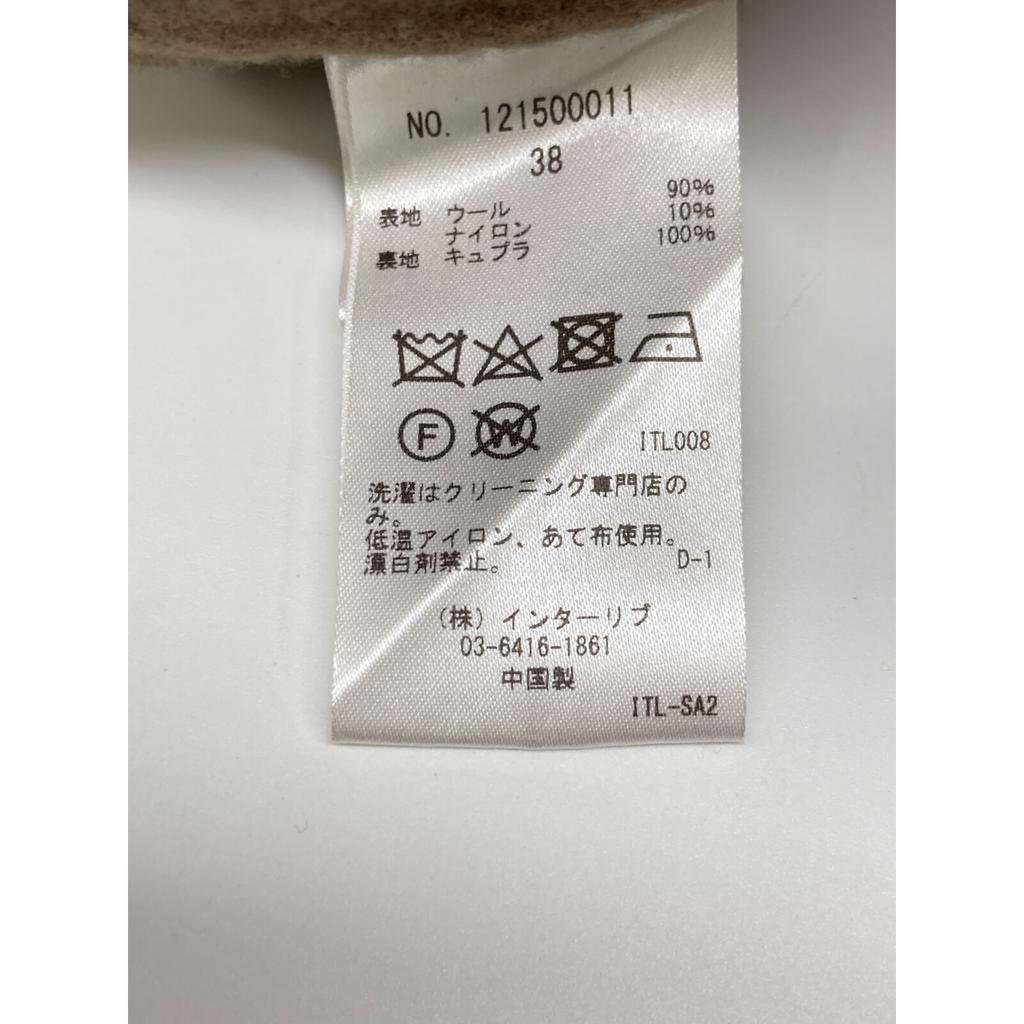 NO. 121500011
38
表地 ウール 90%
ナイロン 10%
裏地 キュプラ 100%
F W ITL008
洗濯はクリーニング専門店の
み。
低温アイロン、あて布使用。
漂白剤禁止。 D-1
(株) インターリブ
03-6416-1861
中国製
ITL-SA2